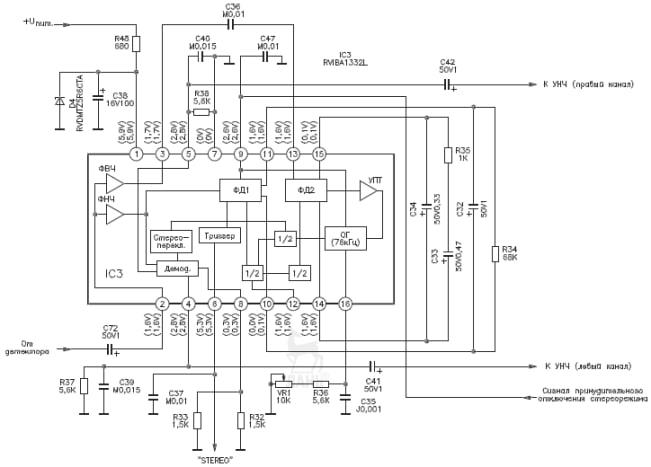 C36
M0,01
+Uпит.
R48
680
C40
M0,015
C47
M0,01
IC3
RVIBA1332L
C42
50V1
К УНЧ (правый канал)
D4
RVDMTZ5R6CTA
C38
16V100
R38
5,6K
(5,9V)
(5,9V)
(1,7V)
(1,7V)
(2,8V)
(2,8V)
(0V)
(0V)
(2,6V)
(2,6V)
(1,6V)
(1,6V)
(1,6V)
(1,6V)
(0,1V)
(0,1V)
1
3
5
7
9
11
13
15
R35
1K
ФВЧ
ФНЧ
ФД1
ФД2
УПТ
C34
50V0,33
C32
50V1
Стерео-
перекл.
Триггер
1/2
ОГ
(76кГц)
C33
50V0,47
R34
68K
IC3
Демод.
1/2
1/2
2
4
6
8
10
12
14
16
От
детектора
C72
50V1
(1,6V)
(1,6V)
(2,8V)
(2,8V)
(5,3V)
(5,3V)
(0,3V)
(0,3V)
(0,0V)
(0,1V)
(1,6V)
(1,6V)
(1,6V)
(1,6V)
К УНЧ (левый канал)
R37
5,6K
C39
M0,015
C37
M0,01
C41
50V1
VR1
10K
R36
5,6K
C35
J0,001
Сигнал принудительного
отключения стереорежима
R33
1,5K
R32
1,5K
"STEREO"